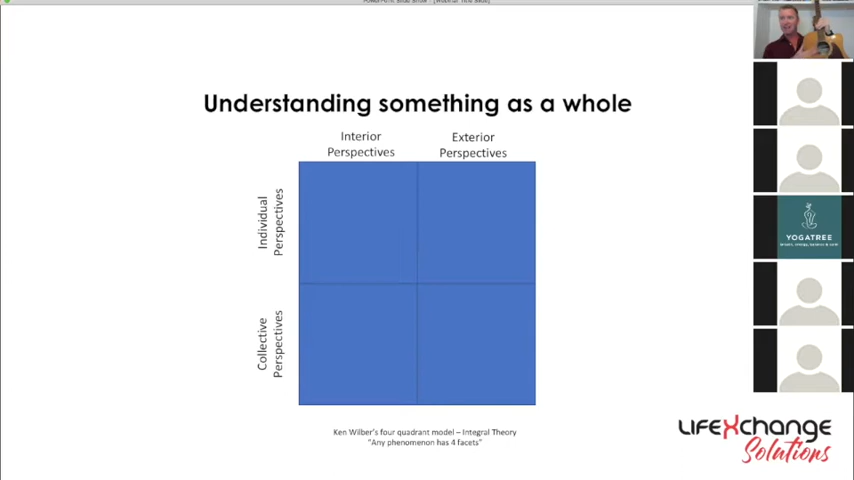 Understanding something as a whole
Interior
Perspectives
Exterior
Perspectives
Individual
Perspectives
Collective
Perspectives
Ken Wilber's four quadrant model – Integral Theory
"Any phenomenon has 4 facets"
YOGATREE
LIFEXchange
Solutions